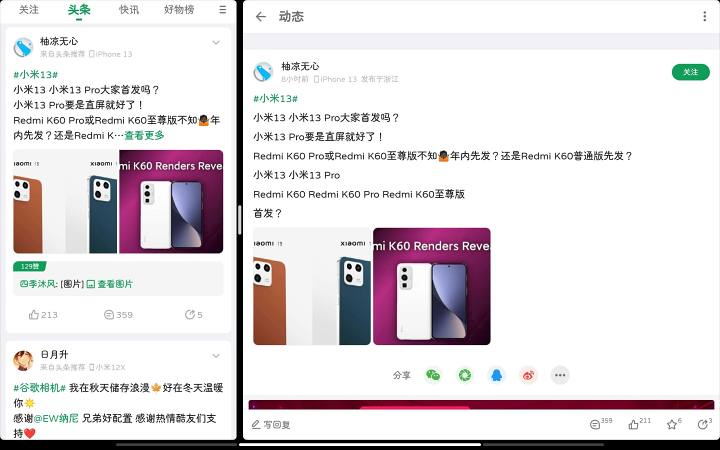 关注 头条 快讯 好物榜
柚凉无心
来自头条推荐 iPhone 13
#小米13#
小米13 小米13 Pro大家首发吗？
小米13 Pro要是直屏就好了！
Redmi K60 Pro或Redmi K60至尊版不知🤷🏾年
内先发？还是Redmi K…查看更多
xiaomi | 13
xiaomi
mi K60 Renders Revea
129赞
四季沐风: [图片] 查看图片
213 359 5
日月升
来自头条推荐 小米12X
#谷歌相机# 我在秋天储存浪漫🍁好在冬天温暖
你🌟
感谢@EW纳尼 兄弟好配置 感谢热情酷友们支
持❤️
动态
柚凉无心
8小时前 iPhone 13 发布于浙江
关注
#小米13#
小米13 小米13 Pro大家首发吗？
小米13 Pro要是直屏就好了！
Redmi K60 Pro或Redmi K60至尊版不知🤷🏾年内先发？还是Redmi K60普通版先发？
小米13 小米13 Pro
Redmi K60 Redmi K60 Pro Redmi K60至尊版
首发？
xiaomi | 13
xiaomi
mi K60 Renders Revea
分享
写回复
359 211 6 3